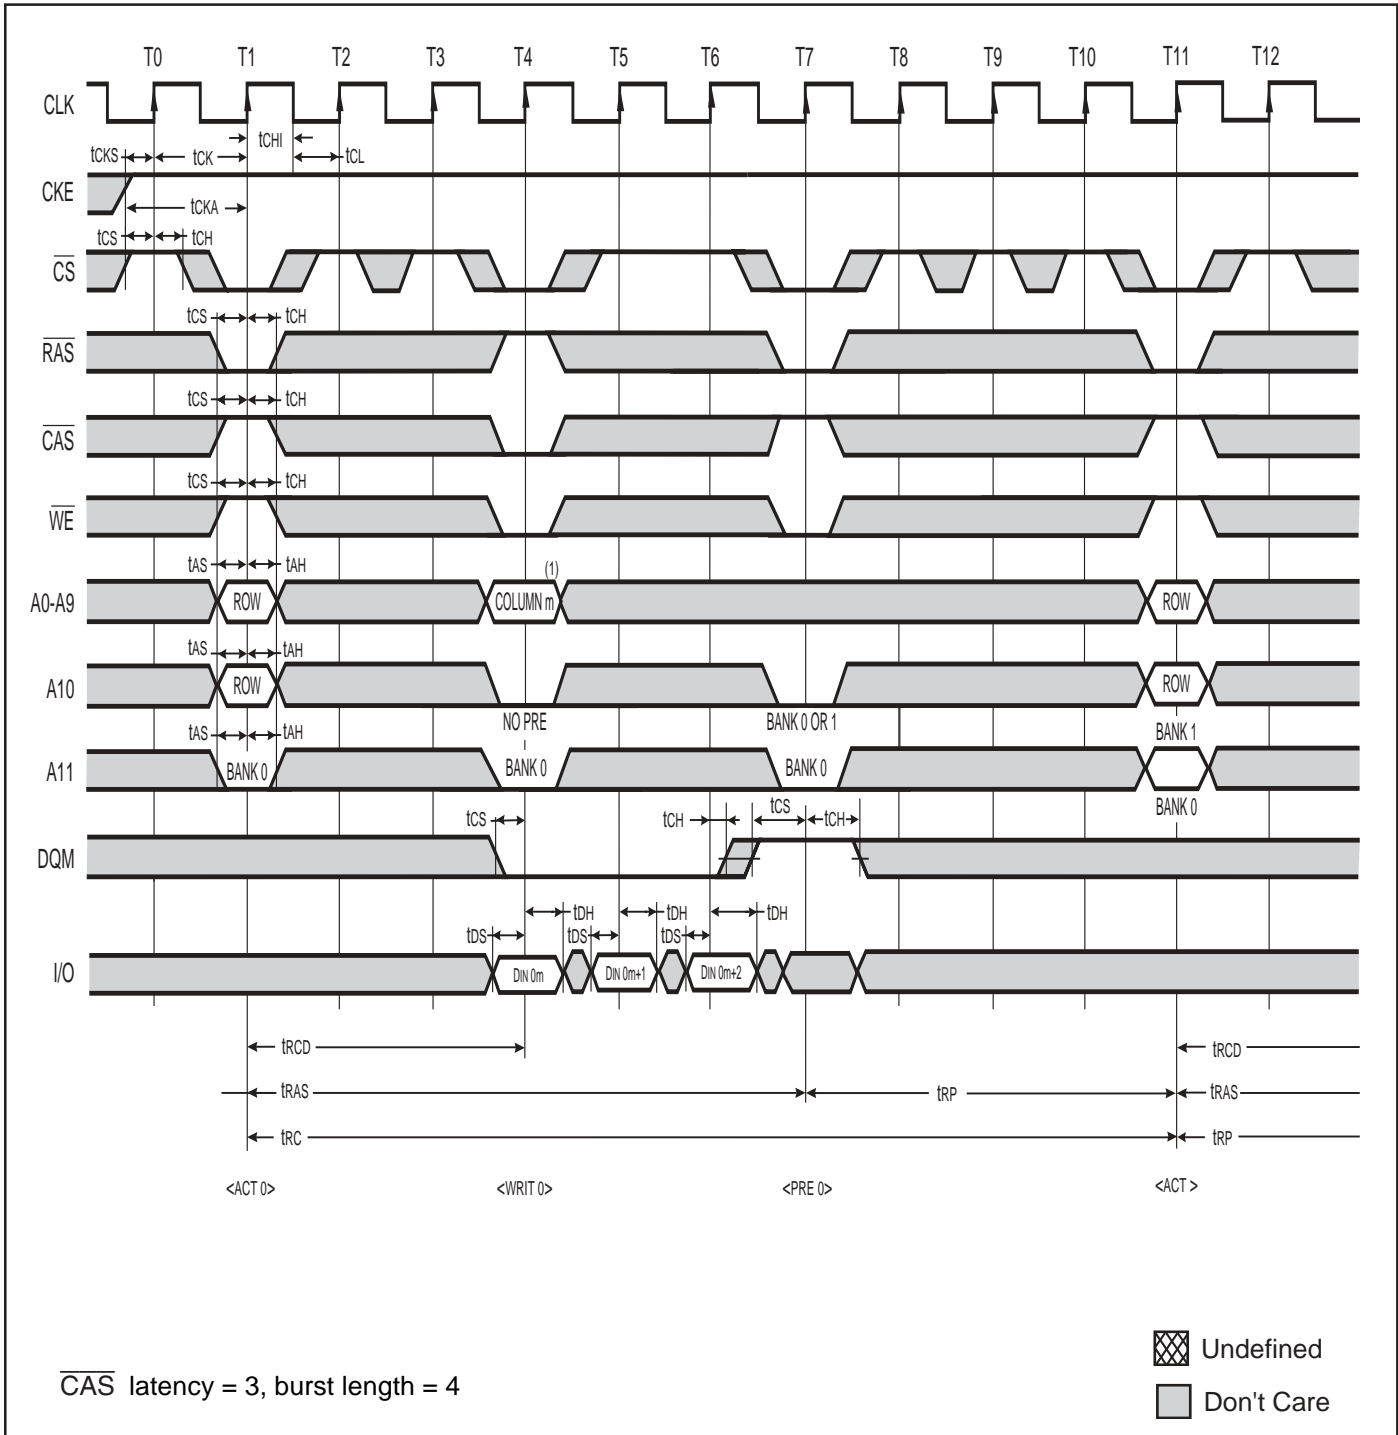 T0 T1 T2 T3 T4 T5 T6 T7 T8 T9 T10 T11 T12
CLK
tCHI
tCKS tCK tCL
CKE
tCKA
tCS tCH
CS
tCS tCH
RAS
tCS tCH
CAS
tCS tCH
WE
tAS tAH (1)
A0-A9 ROW COLUMN m ROW
tAS tAH
A10 ROW ROW
NO PRE BANK 0 OR 1 BANK 1
tAS tAH
A11 BANK 0 BANK 0 BANK 0
BANK 0
tCS tCH tCS tCH
DQM
tDH tDH tDH
tDS tDS tDS
I/O DIN 0m DIN 0m+1 DIN 0m+2
tRCD tRCD
tRAS tRP tRAS
tRC tRP
<ACT 0> <WRIT 0> <PRE 0> <ACT >
Undefined
CAS latency = 3, burst length = 4
Don't Care